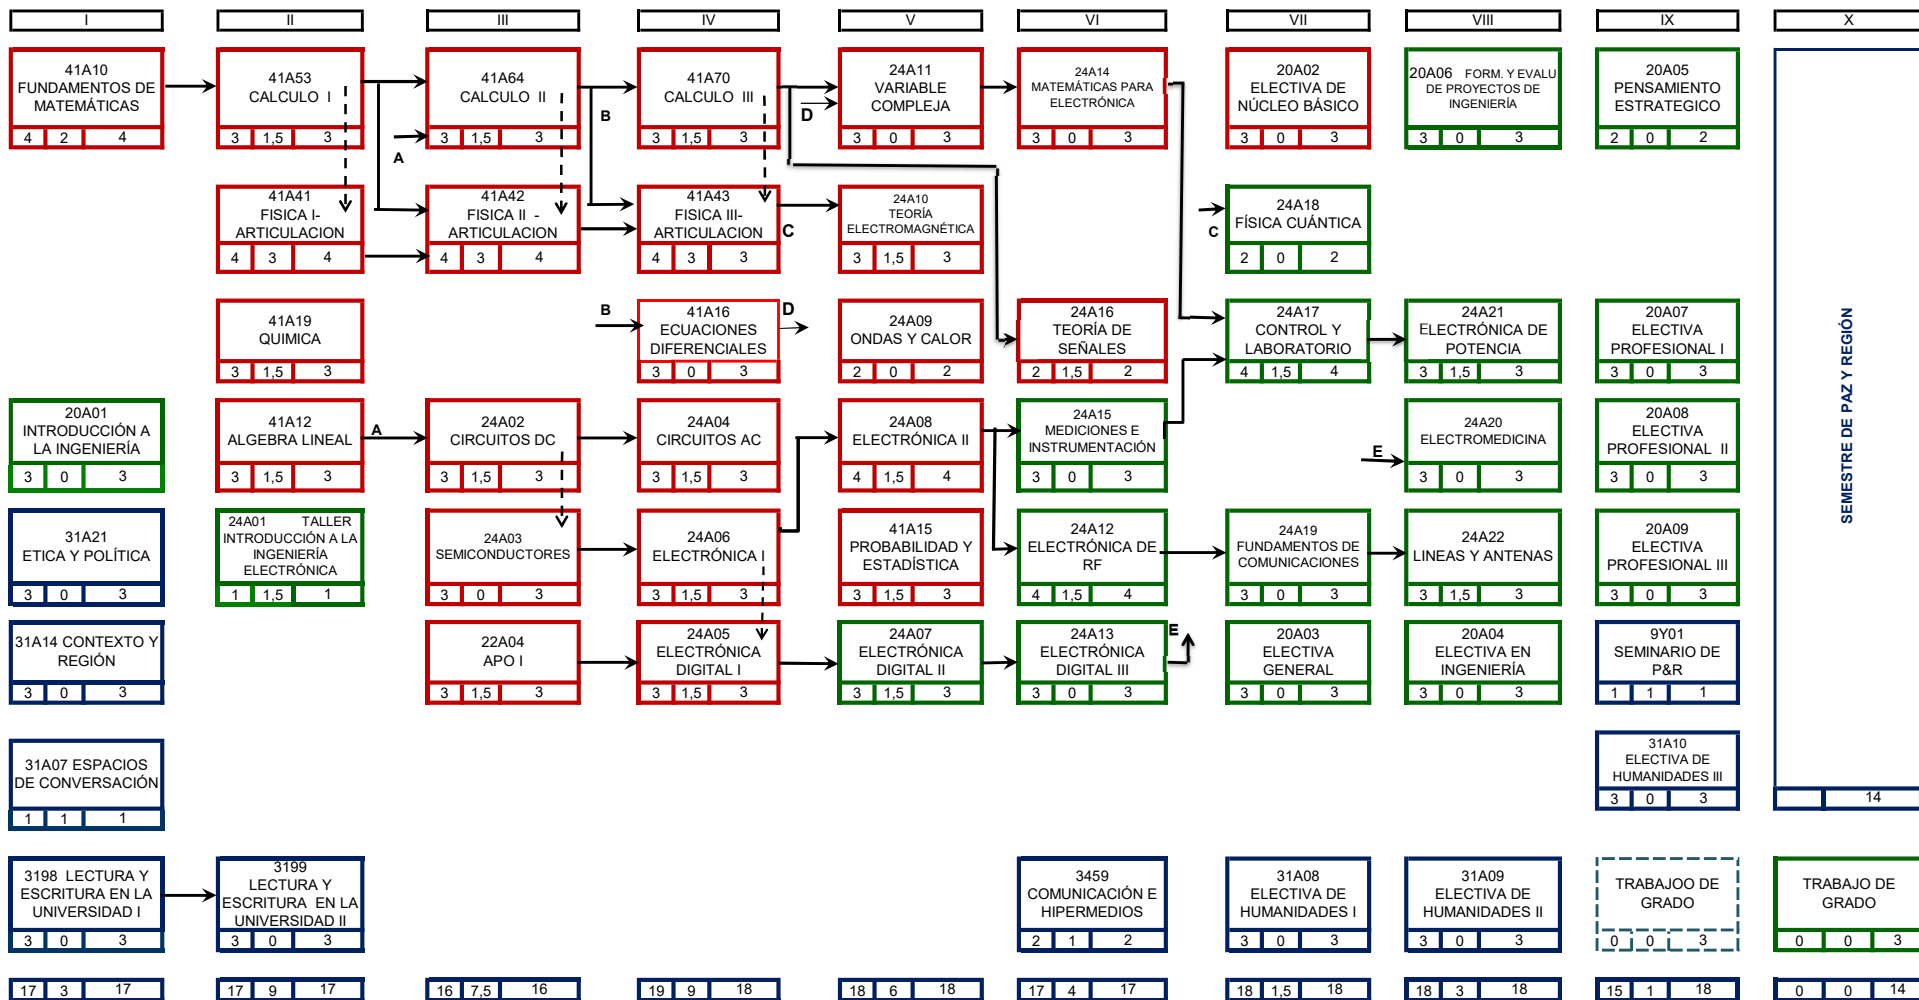 I II III IV V VI VII VIII IX X
41A10
FUNDAMENTOS DE
MATEMÁTICAS
4 2 4
41A53
CALCULO I
3 1,5 3
41A64
CALCULO II
3 1,5 3
A
B
41A70
CALCULO III
3 1,5 3
D
24A11
VARIABLE
COMPLEJA
3 0 3
24A14
MATEMÁTICAS PARA
ELECTRÓNICA
3 0 3
20A02
ELECTIVA DE
NÚCLEO BÁSICO
3 0 3
20A06 FORM. Y EVALU
DE PROYECTOS DE
INGENIERÍA
3 0 3
20A05
PENSAMIENTO
ESTRATEGICO
2 0 2
SEMESTRE DE PAZ Y REGIÓN
14
41A41
FISICA I-
ARTICULACION
4 3 4
41A42
FISICA II -
ARTICULACION
4 3 4
41A43
FISICA III-
ARTICULACION
4 3 3
C
24A10
TEORÍA
ELECTROMAGNÉTICA
3 1,5 3
C
24A18
FÍSICA CUÁNTICA
2 0 2
41A19
QUIMICA
3 1,5 3
B
41A16
ECUACIONES
DIFERENCIALES
3 0 3
D
24A09
ONDAS Y CALOR
2 0 2
24A16
TEORÍA DE
SEÑALES
2 1,5 2
24A17
CONTROL Y
LABORATORIO
4 1,5 4
24A21
ELECTRÓNICA DE
POTENCIA
3 1,5 3
20A07
ELECTIVA
PROFESIONAL I
3 0 3
20A01
INTRODUCCIÓN A
LA INGENIERÍA
3 0 3
41A12
ALGEBRA LINEAL
3 1,5 3
A
24A02
CIRCUITOS DC
3 1,5 3
24A04
CIRCUITOS AC
3 1,5 3
24A08
ELECTRÓNICA II
4 1,5 4
24A15
MEDICIONES E
INSTRUMENTACIÓN
3 0 3
E
24A20
ELECTROMEDICINA
3 0 3
20A08
ELECTIVA
PROFESIONAL II
3 0 3
31A21
ETICA Y POLÍTICA
3 0 3
24A01 TALLER
INTRODUCCIÓN A LA
INGENIERÍA
ELECTRÓNICA
1 1,5 1
24A03
SEMICONDUCTORES
3 0 3
24A06
ELECTRÓNICA I
3 1,5 3
41A15
PROBABILIDAD Y
ESTADÍSTICA
3 1,5 3
24A12
ELECTRÓNICA DE
RF
4 1,5 4
24A19
FUNDAMENTOS DE
COMUNICACIONES
3 0 3
24A22
LINEAS Y ANTENAS
3 1,5 3
20A09
ELECTIVA
PROFESIONAL III
3 0 3
31A14 CONTEXTO Y
REGIÓN
3 0 3
22A04
APO I
3 1,5 3
24A05
ELECTRÓNICA
DIGITAL I
3 1,5 3
24A07
ELECTRÓNICA
DIGITAL II
3 1,5 3
24A13
ELECTRÓNICA
DIGITAL III
3 0 3
E
20A03
ELECTIVA
GENERAL
3 0 3
20A04
ELECTIVA EN
INGENIERÍA
3 0 3
9Y01
SEMINARIO DE
P&R
1 1 1
31A07 ESPACIOS
DE CONVERSACIÓN
1 1 1
31A10
ELECTIVA DE
HUMANIDADES III
3 0 3
3198 LECTURA Y
ESCRITURA EN LA
UNIVERSIDAD I
3 0 3
3199
LECTURA Y
ESCRITURA EN LA
UNIVERSIDAD II
3 0 3
3459
COMUNICACIÓN E
HIPERMEDIOS
2 1 2
31A08
ELECTIVA DE
HUMANIDADES I
3 0 3
31A09
ELECTIVA DE
HUMANIDADES II
3 0 3
TRABAJOO DE
GRADO
0 0 3
TRABAJO DE
GRADO
0 0 3
17 3 17
17 9 17
16 7,5 16
19 9 18
18 6 18
17 4 17
18 1,5 18
18 3 18
15 1 18
0 0 14